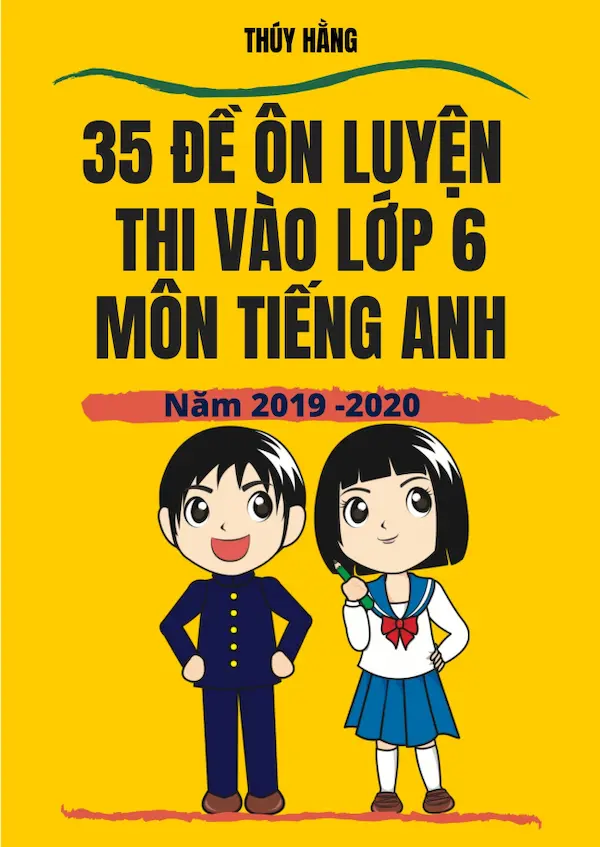 THÚY HẰNG
35 ĐỀ ÔN LUYỆN
THI VÀO LỚP 6
MÔN TIẾNG ANH
Năm 2019 -2020